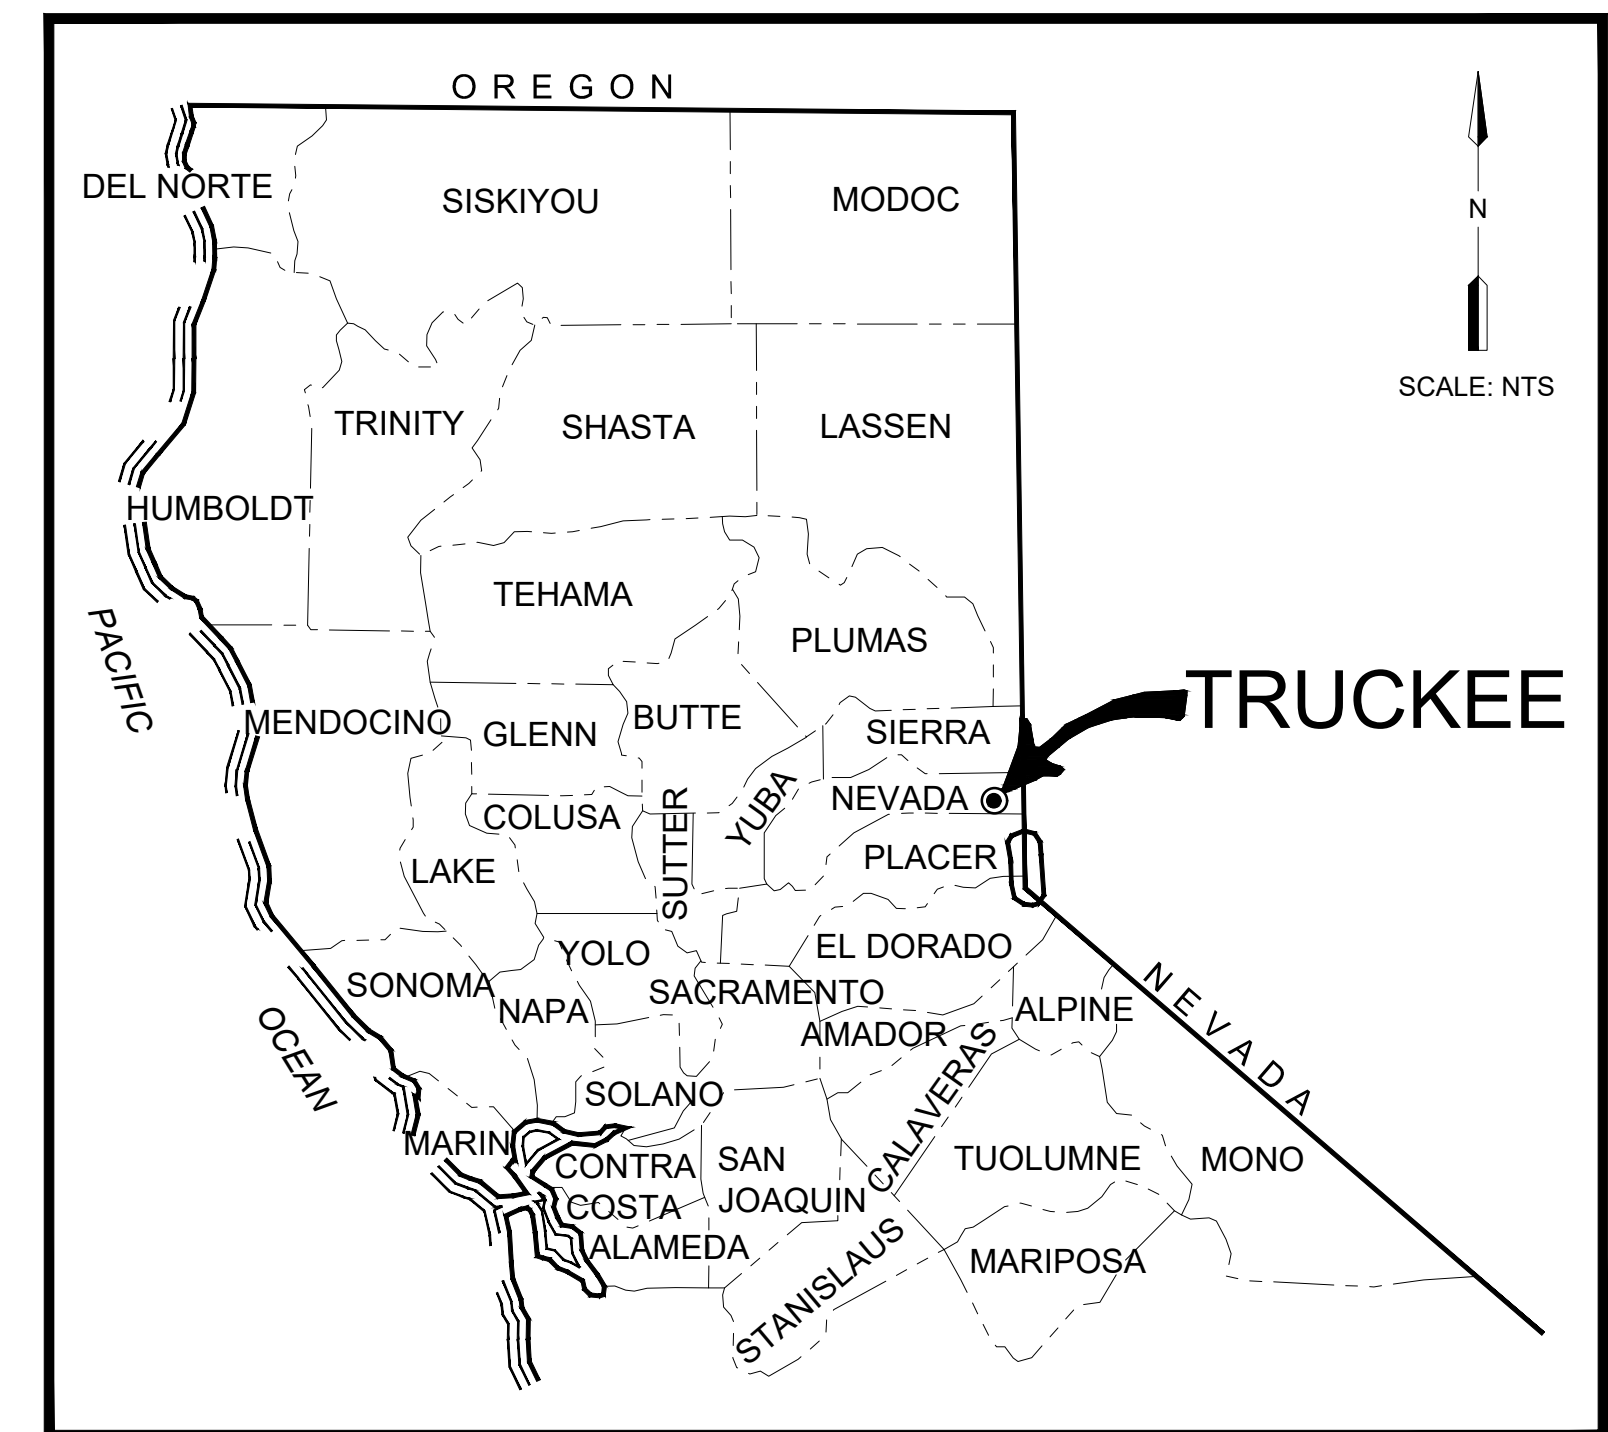 OREGON
DEL NORTE
SISKIYOU
MODOC
N
SCALE: NTS
TRINITY
SHASTA
LASSEN
HUMBOLDT
TEHAMA
PLUMAS
PACIFIC
TRUCKEE
MENDOCINO
GLENN
BUTTE
SIERRA
NEVADA
YUBA
COLUSA
SUTTER
PLACER
LAKE
EL DORADO
YOLO
SONOMA
SACRAMENTO
NAPA
ALPINE
NEVADA
AMADOR
OCEAN
CALAVERAS
SOLANO
MARIN
CONTRA
COSTA
SAN
JOAQUIN
TUOLUMNE
MONO
ALAMEDA
STANISLAUS
MARIPOSA